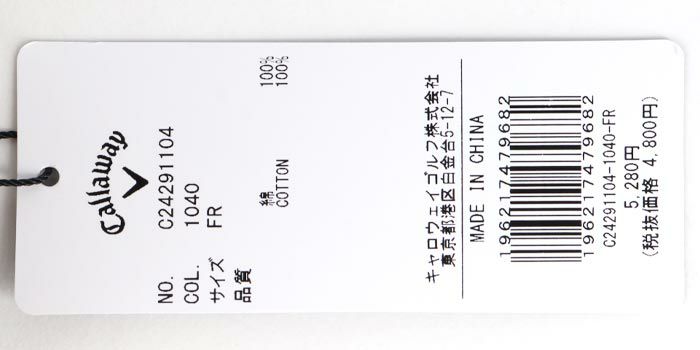 Callaway
NO. C24291104
COL. 1040
サイズ FR
品質 綿 100%
COTTON 100%
キャロウェイゴルフ株式会社
東京都港区白金台5-12-7
MADE IN CHINA
196217479682
196217479682
C24291104-1040-FR
5,280円
(税抜価格 4,800円)